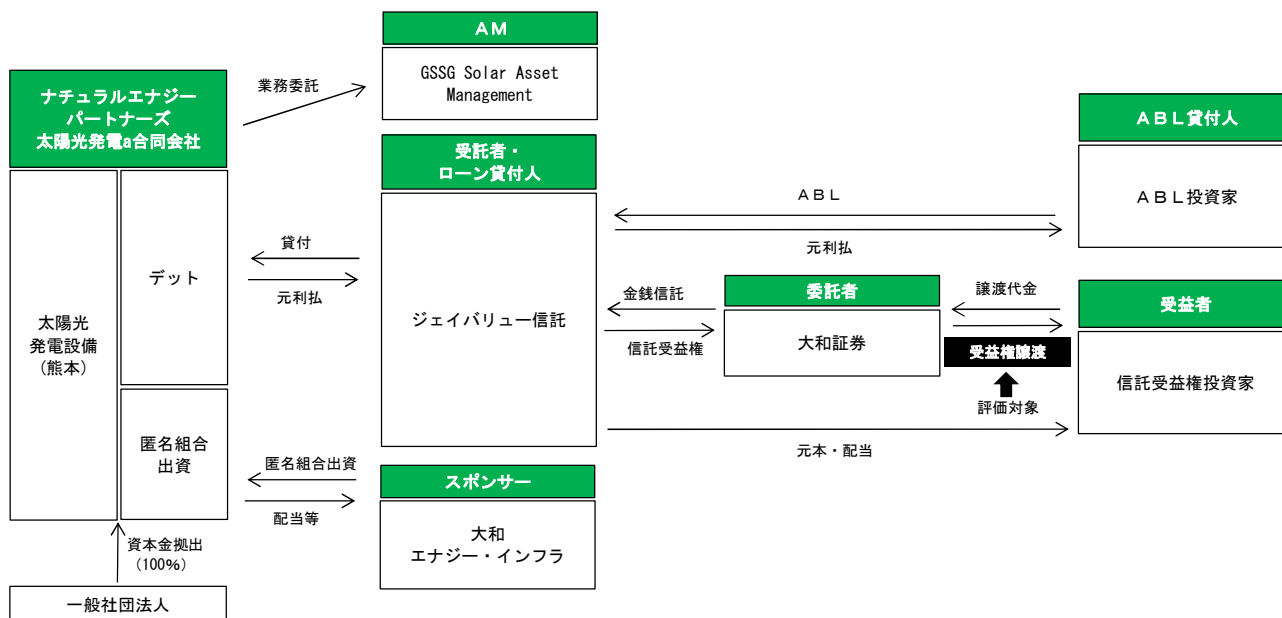 ナチュラルエナジー
パートナーズ
太陽光発電a合同会社
太陽光
発電設備
(熊本)
デット
匿名組合
出資
資本金拠出
(100%)
一般社団法人
業務委託
貸付
元利払
匿名組合出資
配当等
ＡＭ
GSSG Solar Asset
Management
受託者・
ローン貸付人
ジェイバリュー信託
スポンサー
大和
エナジー・インフラ
ＡＢＬ
元利払
金銭信託
信託受益権
委託者
大和証券
譲渡代金
受益権譲渡
評価対象
元本・配当
ＡＢＬ貸付人
ＡＢＬ投資家
受益者
信託受益権投資家